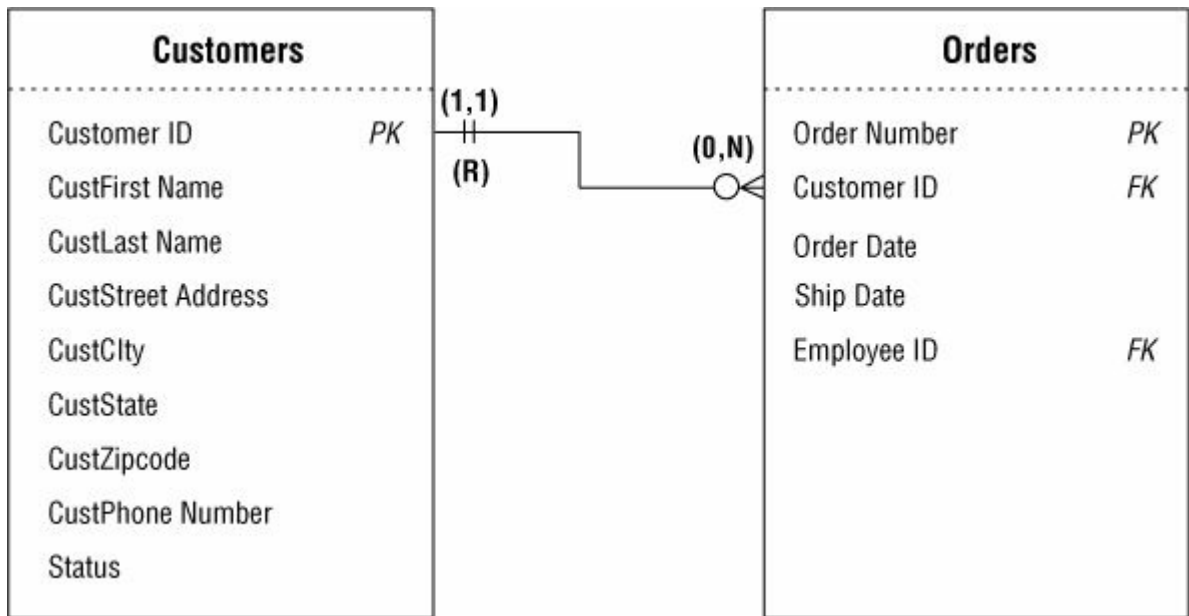 Customers
Customer ID PK
CustFirst Name
CustLast Name
CustStreet Address
CustCIty
CustState
CustZipcode
CustPhone Number
Status
(1,1)
(R)
(0,N)
Orders
Order Number PK
Customer ID FK
Order Date
Ship Date
Employee ID FK